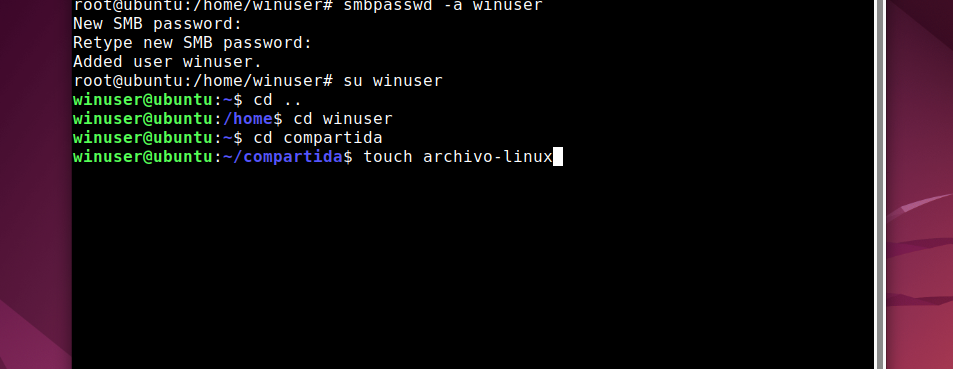 root@ubuntu:/home/winuser# smbpasswd -a winuser
New SMB password:
Retype new SMB password:
Added user winuser.
root@ubuntu:/home/winuser# su winuser
winuser@ubuntu:~$ cd ..
winuser@ubuntu:/home$ cd winuser
winuser@ubuntu:~$ cd compartida
winuser@ubuntu:~/compartida$ touch archivo-linux